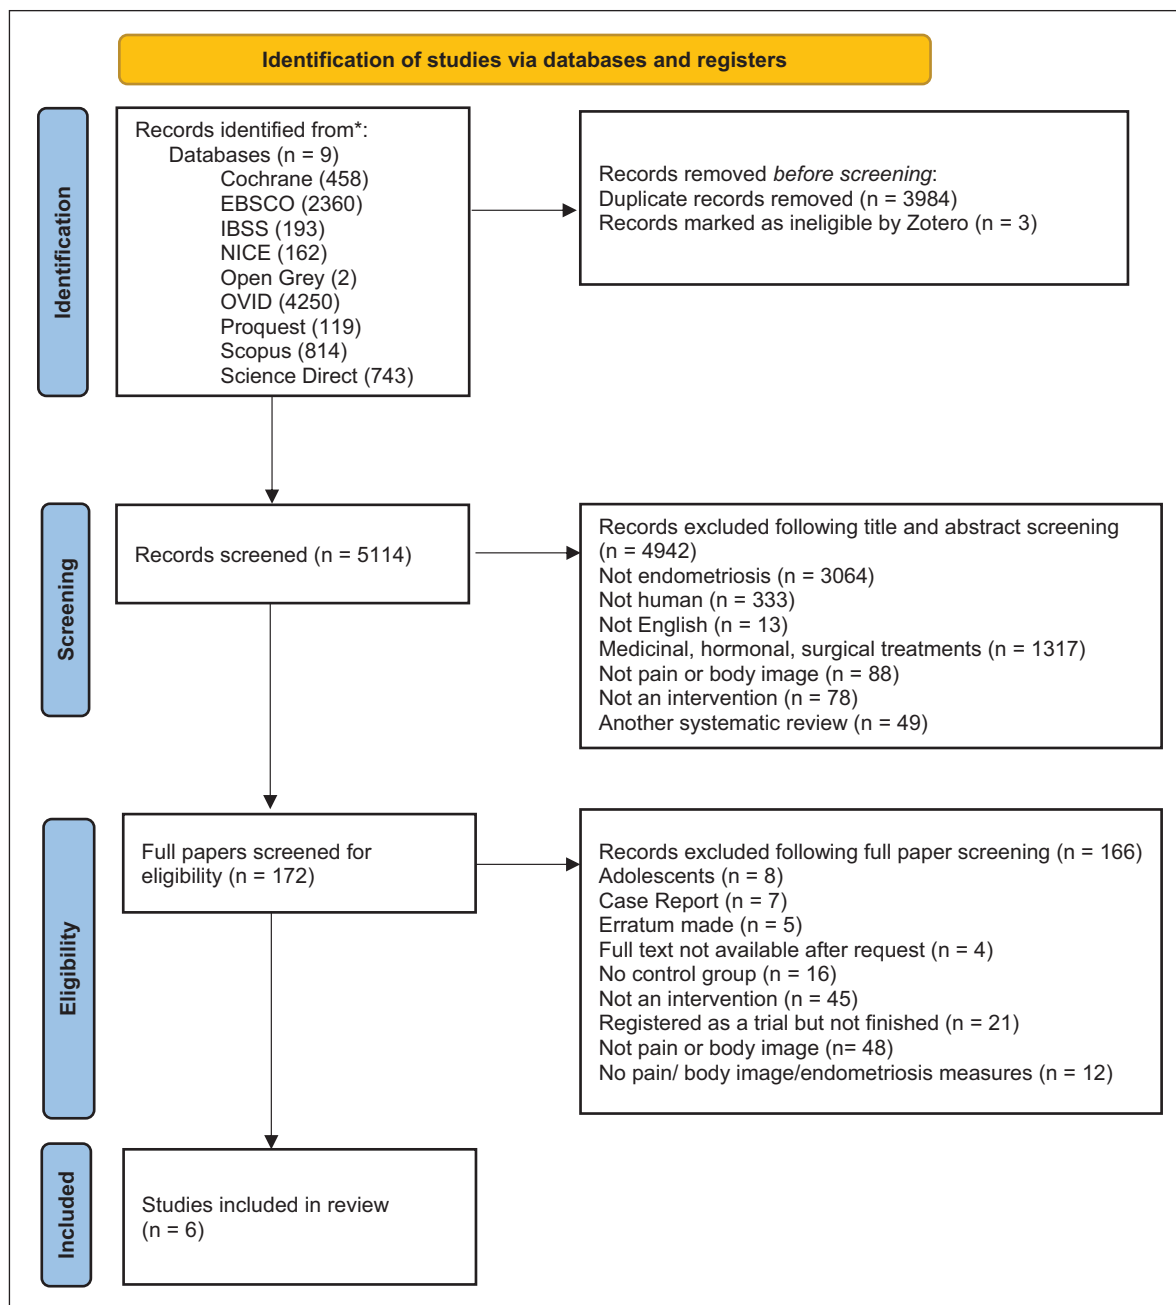 Identification of studies via databases and registers
Identification
Records identified from*:
Databases (n = 9)
Cochrane (458)
EBSCO (2360)
IBSS (193)
NICE (162)
Open Grey (2)
OVID (4250)
Proquest (119)
Scopus (814)
Science Direct (743)
Records removed before screening:
Duplicate records removed (n = 3984)
Records marked as ineligible by Zotero (n = 3)
Screening
Records screened (n = 5114)
Records excluded following title and abstract screening
(n = 4942)
Not endometriosis (n = 3064)
Not human (n = 333)
Not English (n = 13)
Medicinal, hormonal, surgical treatments (n = 1317)
Not pain or body image (n = 88)
Not an intervention (n = 78)
Another systematic review (n = 49)
Eligibility
Full papers screened for
eligibility (n = 172)
Records excluded following full paper screening (n = 166)
Adolescents (n = 8)
Case Report (n = 7)
Erratum made (n = 5)
Full text not available after request (n = 4)
No control group (n = 16)
Not an intervention (n = 45)
Registered as a trial but not finished (n = 21)
Not pain or body image (n= 48)
No pain/ body image/endometriosis measures (n = 12)
Included
Studies included in review
(n = 6)